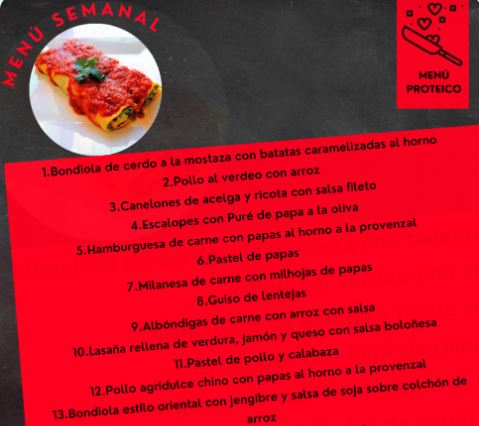 MENÚ SEMANAL
MENÚ
PROTEICO
1.Bondiola de cerdo a la mostaza con batatas caramelizadas al horno
2.Pollo al verdeo con arroz
3.Canelones de acelga y ricota con salsa fileto
4.Escalopes con Puré de papa a la oliva
5.Hamburguesa de carne con papas al horno a la provenzal
6.Pastel de papas
7.Milanesa de carne con milhojas de papas
8.Guiso de lentejas
9.Albóndigas de carne con arroz con salsa
10.Lasaña rellena de verdura, jamón y queso con salsa boloñesa
11.Pastel de pollo y calabaza
12.Pollo agridulce chino con papas al horno a la provenzal
13.Bondiola estilo oriental con jengibre y salsa de soja sobre colchón de
arroz